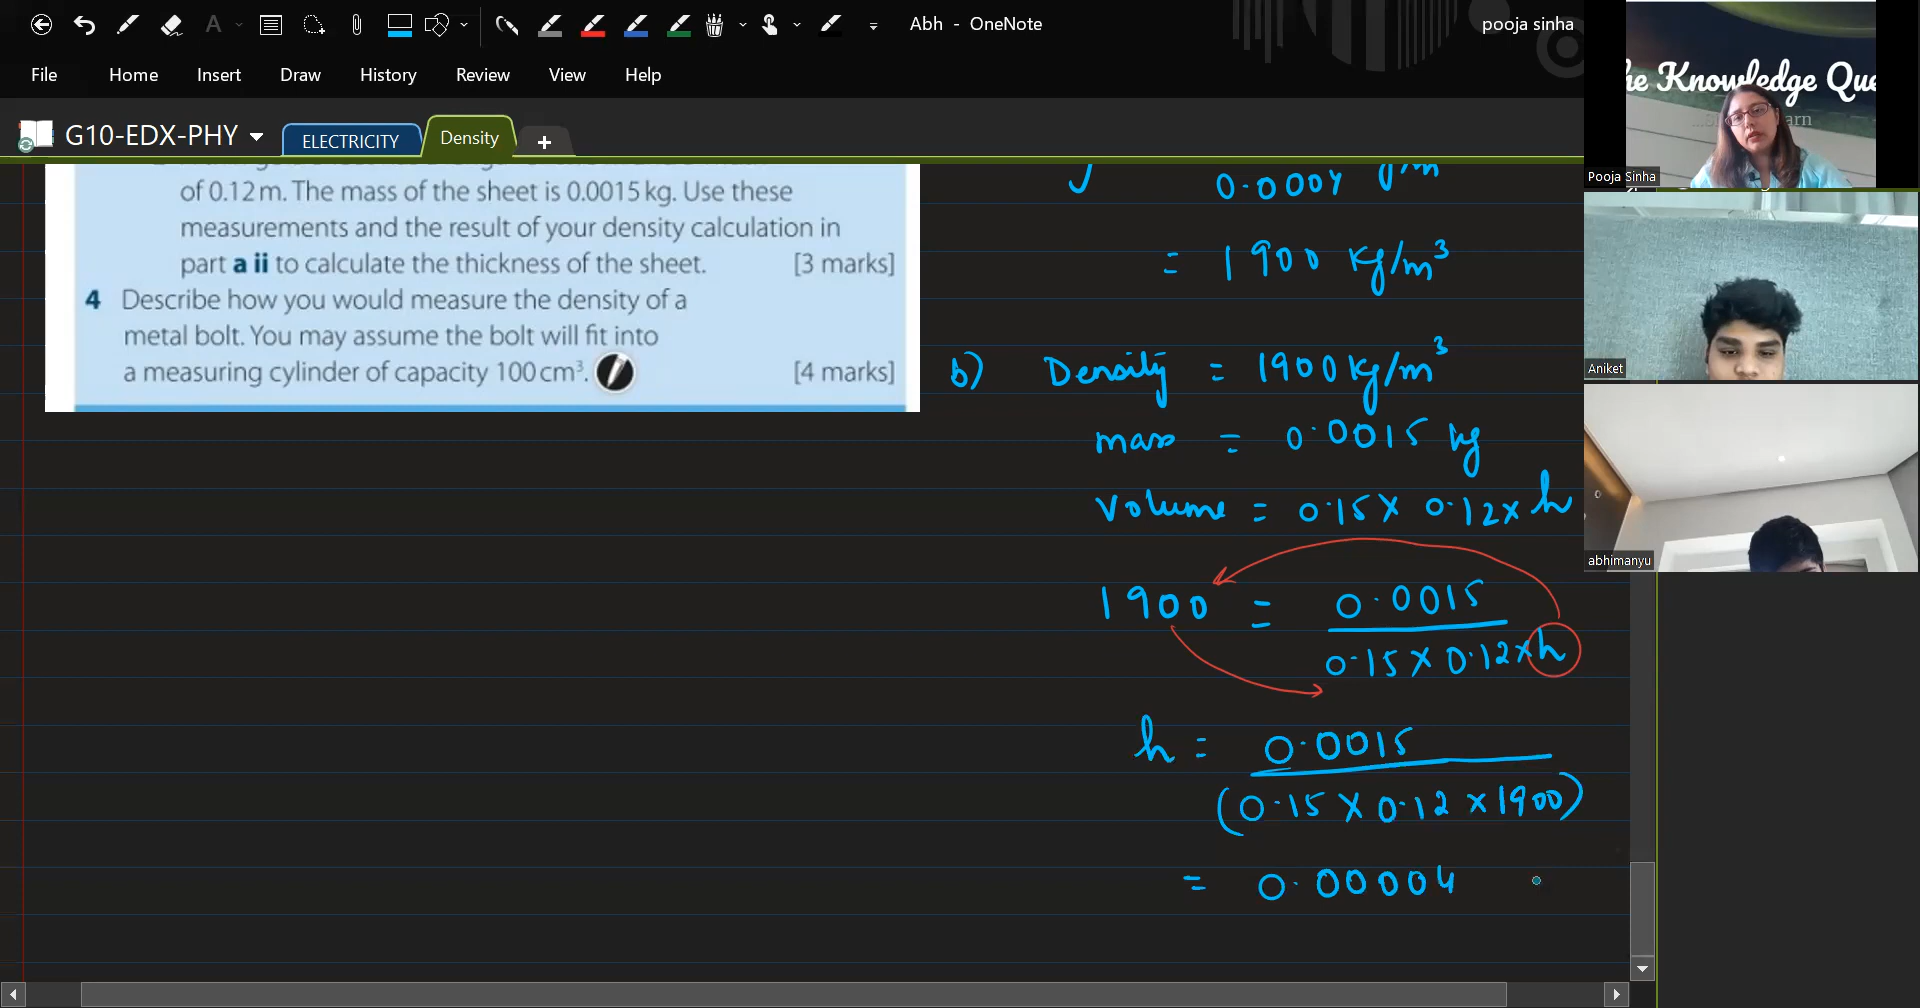 Abh - OneNote
pooja sinha
File Home Insert Draw History Review View Help
G10-EDX-PHY
ELECTRICITY
Density
+
of 0.12 m. The mass of the sheet is 0.0015 kg. Use these
measurements and the result of your density calculation in
part a ii to calculate the thickness of the sheet. [3 marks]
4 Describe how you would measure the density of a
metal bolt. You may assume the bolt will fit into
a measuring cylinder of capacity 100 cm³. [4 marks]
0.0004
= 1900 kg/m³
b) Density = 1900 kg/m³
mass = 0.0015 kg
Volume = 0.15 × 0.12 × h
1900 = 0.0015
0.15 × 0.12 × h
h = 0.0015
(0.15 × 0.12 × 1900)
= 0.00004
he Knowledge Que
arn
Pooja Sinha
Aniket
abhimanyu